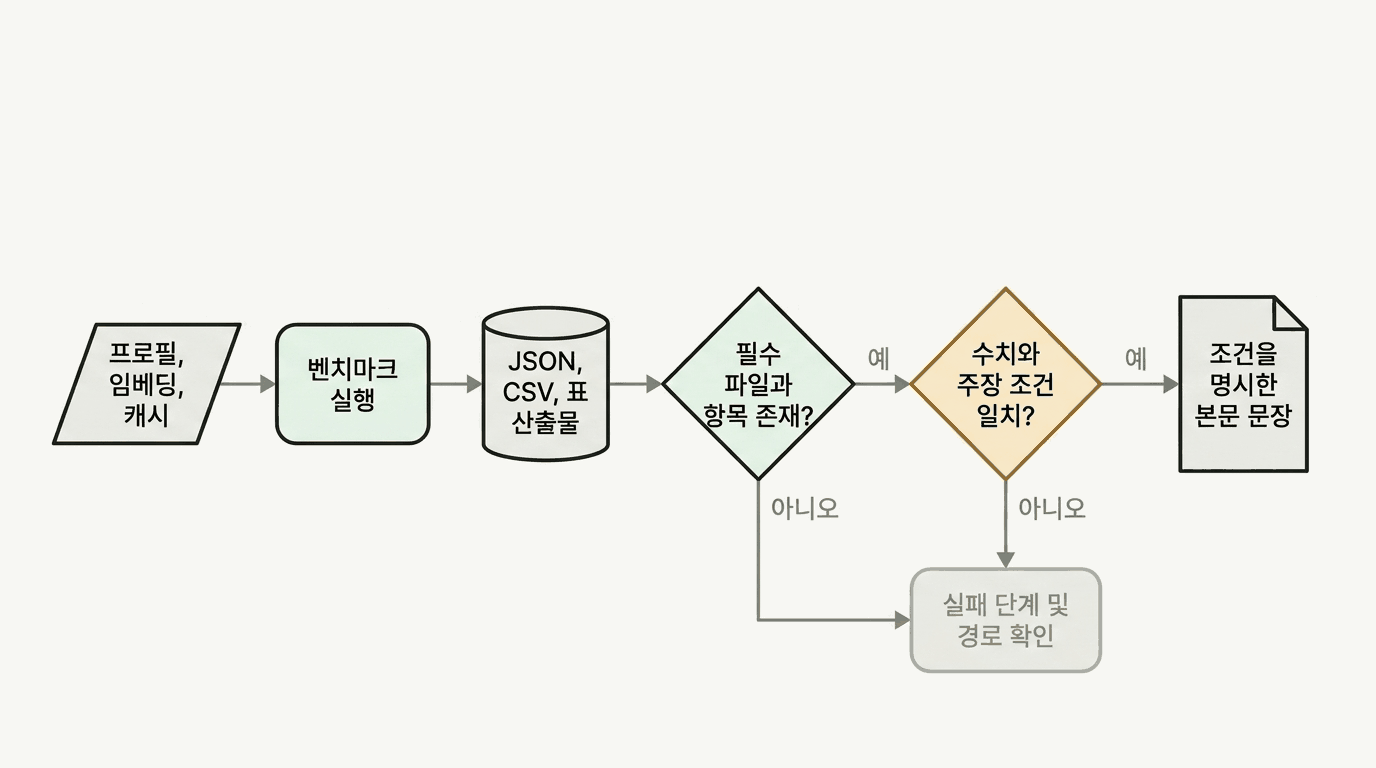 프로필,
임베딩,
캐시
벤치마크
실행
JSON,
CSV, 표
산출물
필수
파일과
항목 존재?
예
아니오
수치와
주장 조건
일치?
예
아니오
조건을
명시한
본문 문장
실패 단계 및
경로 확인